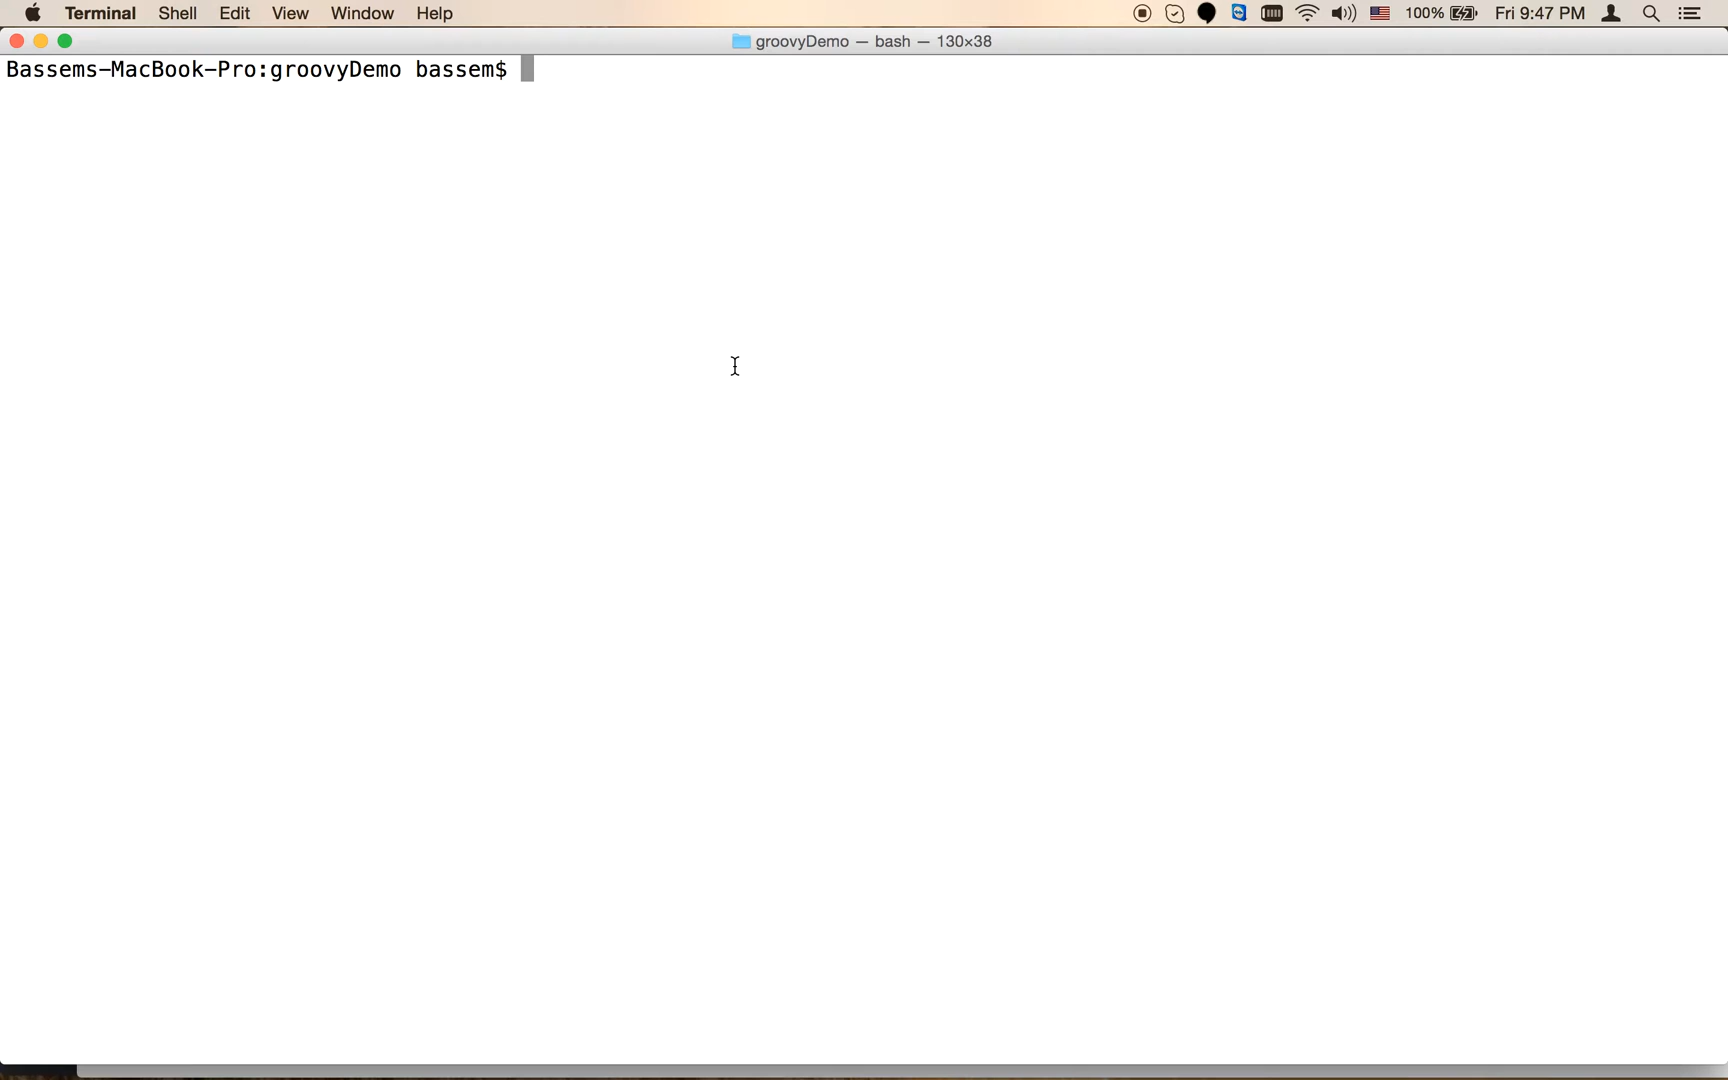 Terminal Shell Edit View Window Help 100% Fri 9:47 PM
groovyDemo — bash — 130×38
Bassems-MacBook-Pro:groovyDemo bassem$